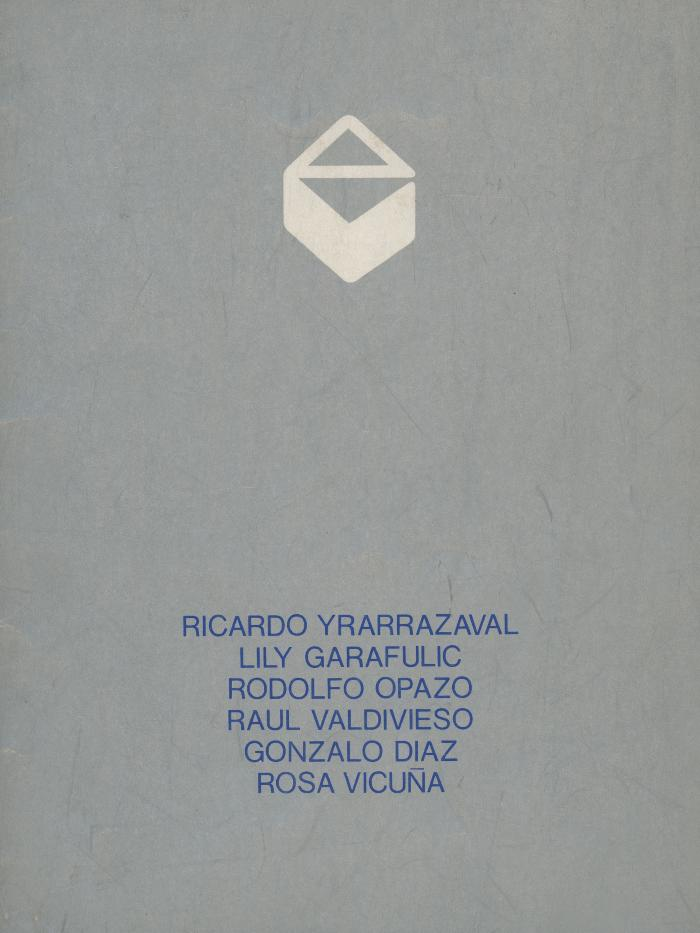 RICARDO YRARRAZAVAL
LILY GARAFULIC
RODOLFO OPAZO
RAUL VALDIVIESO
GONZALO DIAZ
ROSA VICUÑA